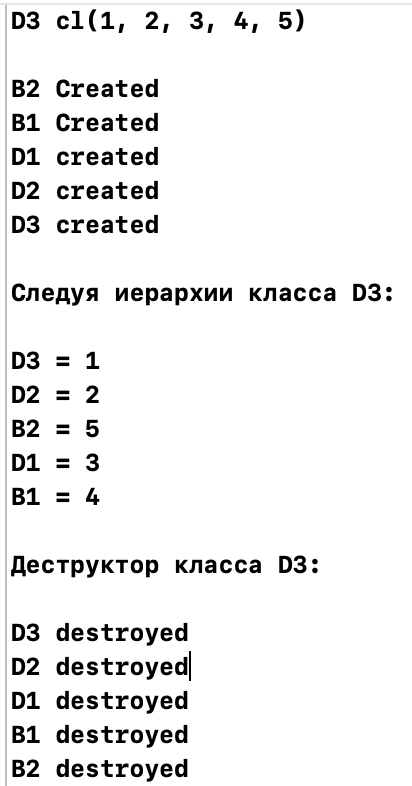 D3 cl(1, 2, 3, 4, 5)
B2 Created
B1 Created
D1 created
D2 created
D3 created
Следуя иерархии класса D3:
D3 = 1
D2 = 2
B2 = 5
D1 = 3
B1 = 4
Деструктор класса D3:
D3 destroyed
D2 destroyed
D1 destroyed
B1 destroyed
B2 destroyed